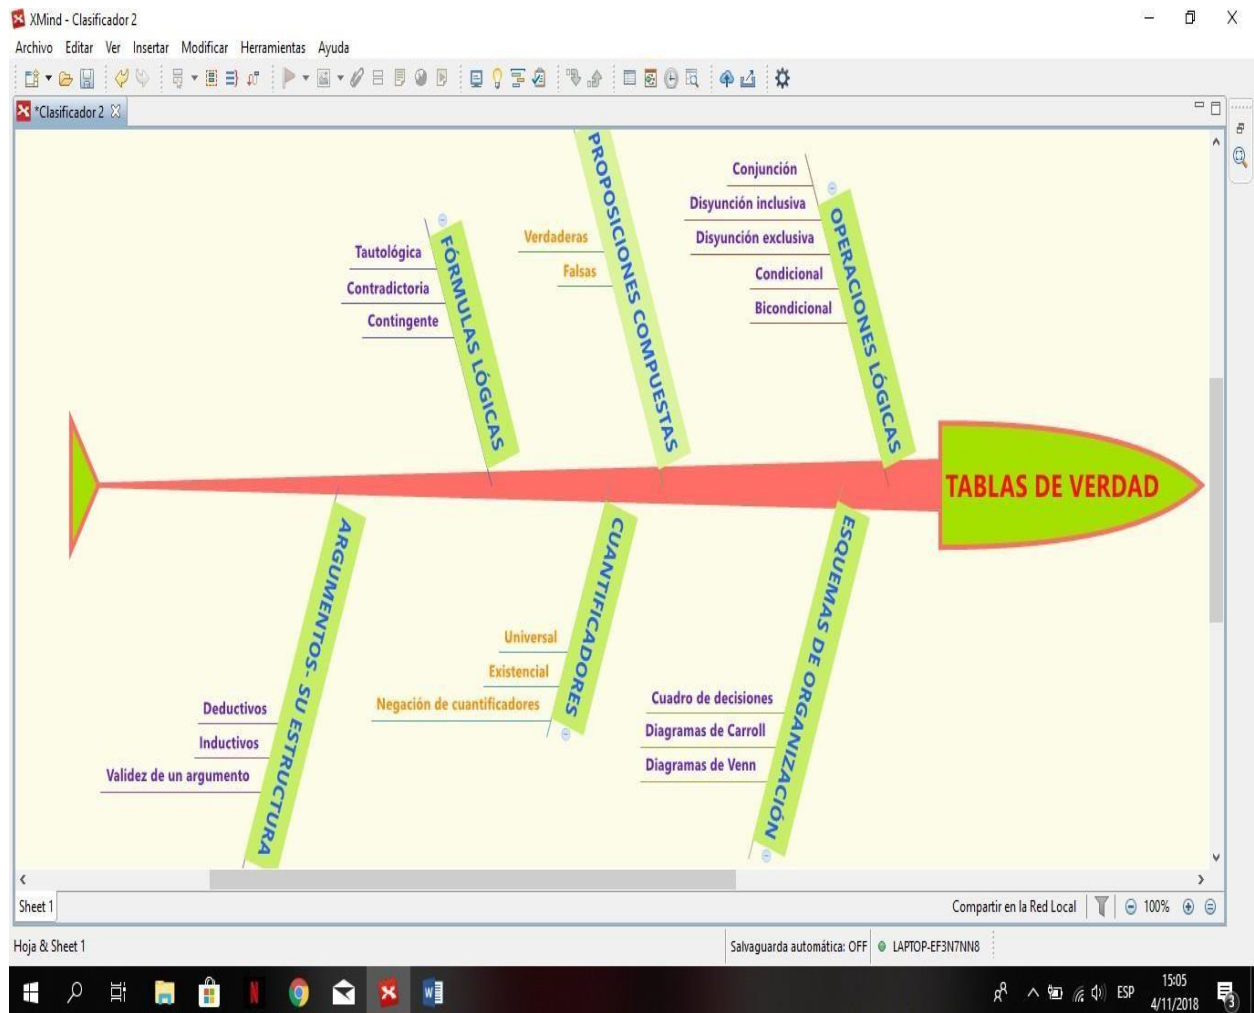 XMind - Clasificador 2
Archivo Editar Ver Insertar Modificar Herramientas Ayuda
*Clasificador 2
PROPOSICIONES COMPUESTAS
Verdaderas
Falsas
OPERACIONES LÓGICAS
Conjunción
Disyunción inclusiva
Disyunción exclusiva
Condicional
Bicondicional
FÓRMULAS LÓGICAS
Tautológica
Contradictoria
Contingente
TABLAS DE VERDAD
ARGUMENTOS- SU ESTRUCTURA
Deductivos
Inductivos
Validez de un argumento
CUANTIFICADORES
Universal
Existencial
Negación de cuantificadores
ESQUEMAS DE ORGANIZACIÓN
Cuadro de decisiones
Diagramas de Carroll
Diagramas de Venn
Sheet 1
Compartir en la Red Local 100%
Hoja & Sheet 1
Salvaguarda automática: OFF LAPTOP-EF3N7NN8
ESP
15:05
4/11/2018
3